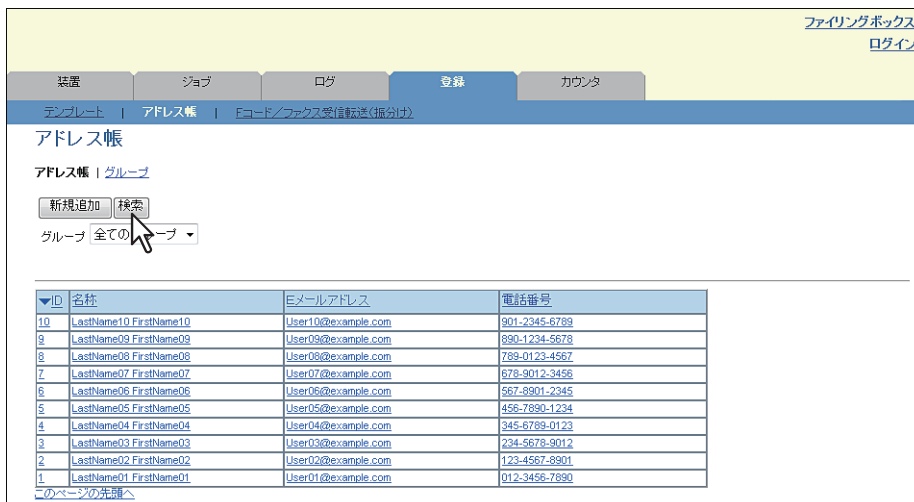 ファイリングボックス
ログイン
装置 ジョブ ログ 登録 カウンタ
テンプレート | アドレス帳 | Fコード/ファクス受信転送(振分け)
アドレス帳
アドレス帳 | グループ
新規追加 検索
グループ 全ての ープ
▼ID 名称 Eメールアドレス 電話番号
10 LastName10 FirstName10 User10@example.com 901-2345-6789
9 LastName09 FirstName09 User09@example.com 890-1234-5678
8 LastName08 FirstName08 User08@example.com 789-0123-4567
7 LastName07 FirstName07 User07@example.com 678-9012-3456
6 LastName06 FirstName06 User06@example.com 567-8901-2345
5 LastName05 FirstName05 User05@example.com 456-7890-1234
4 LastName04 FirstName04 User04@example.com 345-6789-0123
3 LastName03 FirstName03 User03@example.com 234-5678-9012
2 LastName02 FirstName02 User02@example.com 123-4567-8901
1 LastName01 FirstName01 User01@example.com 012-3456-7890
このページの先頭へ